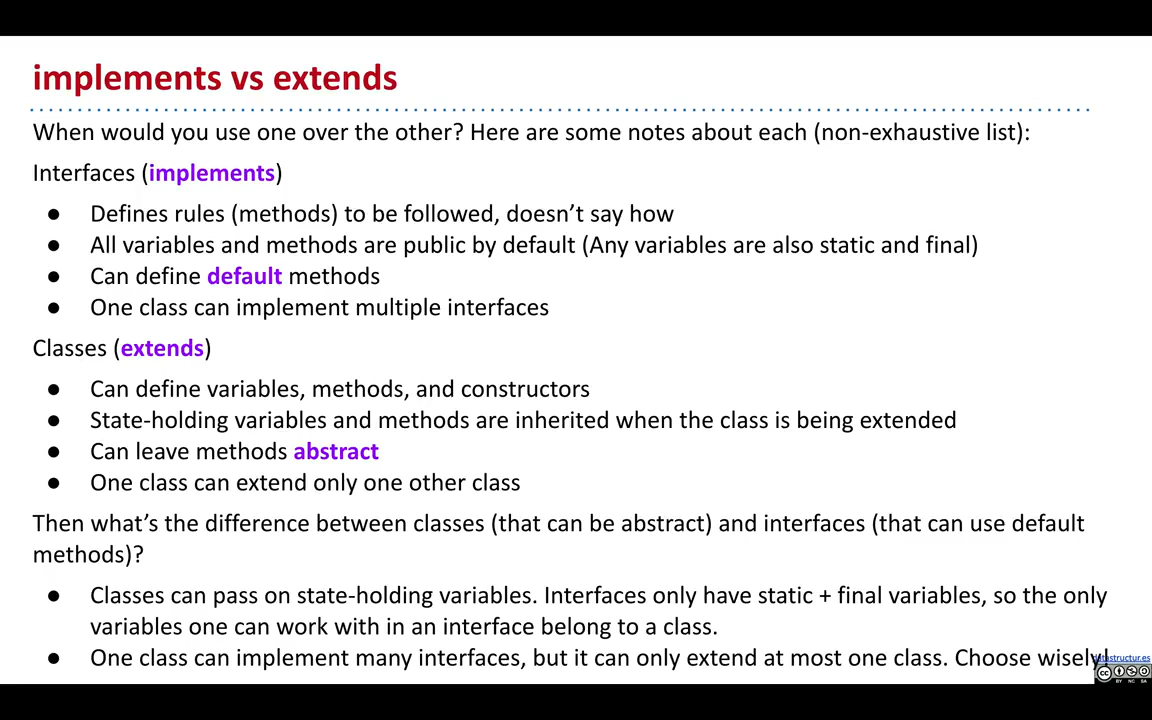 implements vs extends
When would you use one over the other? Here are some notes about each (non-exhaustive list):
Interfaces (implements)
● Defines rules (methods) to be followed, doesn’t say how
● All variables and methods are public by default (Any variables are also static and final)
● Can define default methods
● One class can implement multiple interfaces
Classes (extends)
● Can define variables, methods, and constructors
● State-holding variables and methods are inherited when the class is being extended
● Can leave methods abstract
● One class can extend only one other class
Then what’s the difference between classes (that can be abstract) and interfaces (that can use default
methods)?
● Classes can pass on state-holding variables. Interfaces only have static + final variables, so the only
variables one can work with in an interface belong to a class.
● One class can implement many interfaces, but it can only extend at most one class. Choose wisely!
datastructur.es
cc
BY NC SA